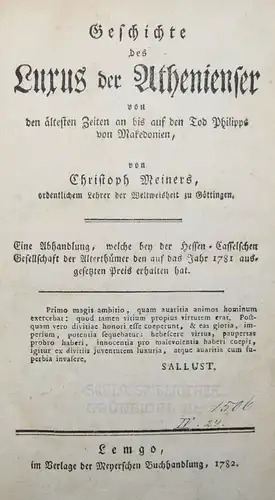 Geschichte
des
Luxus der Athenienser
von
den ältesten Zeiten an bis auf den Tod Philipps
von Makedonien,
von
Christoph Meiners,
ordentlichem Lehrer der Weltweisheit zu Göttingen.
Eine Abhandlung, welche bey der Hessen-Casselschen
Gesellschaft der Alterthümer den auf das Jahr 1781 aus-
gesetzten Preis erhalten hat.
Primo magis ambitio, quam auaritia animos hominum
exercebat: quod tamen vitium propius virtutem erat. Post-
quam vero divitiae honori esse coeperunt, & eas gloria, im-
perium, potentia sequebatur: hebescere virtus, paupertas
probro haberi, innocentia pro malevolentia haberi coepit,
igitur ex divitiis juventutem luxuria, atque auaritia cum su-
perbia invasere.
SALLUST.
1506
II. 24.
Lemgo,
im Verlage der Meyerschen Buchhandlung, 1782.